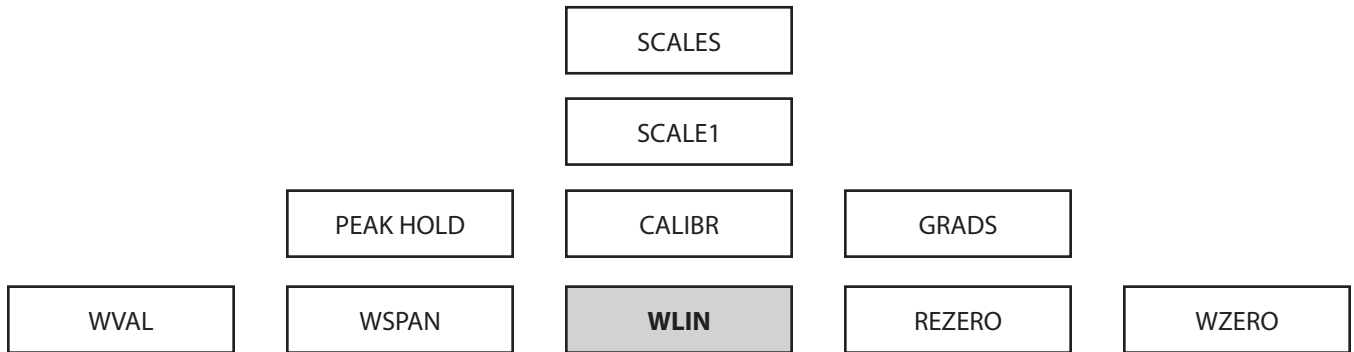 SCALES
SCALE1
PEAK HOLD CALIBR GRADS
WVAL WSPAN WLIN REZERO WZERO